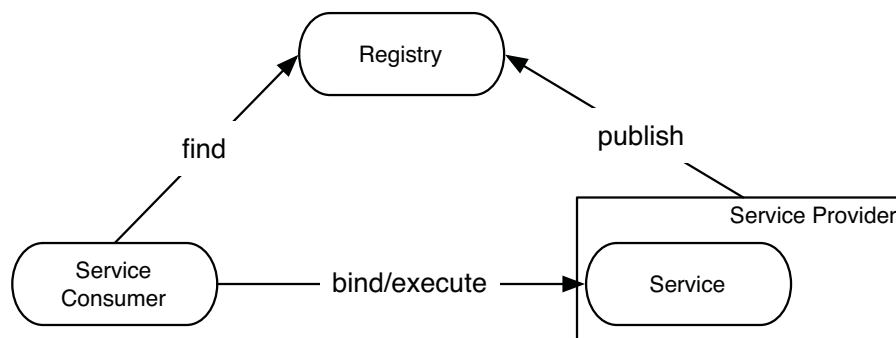 Registry
find
publish
Service Provider
Service
Consumer
bind/execute
Service